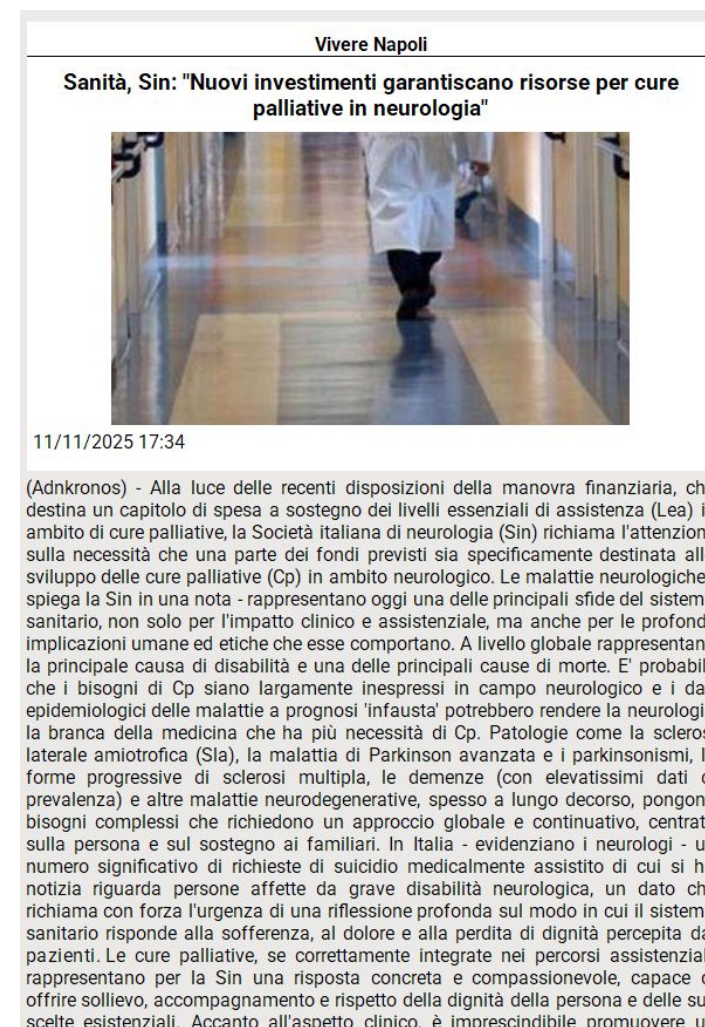 Vivere Napoli
Sanità, Sin: "Nuovi investimenti garantiscano risorse per cure
palliative in neurologia"
11/11/2025 17:34
(Adnkronos) - Alla luce delle recenti disposizioni della manovra finanziaria, ch
destina un capitolo di spesa a sostegno dei livelli essenziali di assistenza (Lea) i
ambito di cure palliative, la Società italiana di neurologia (Sin) richiama l'attenzion
sulla necessità che una parte dei fondi previsti sia specificamente destinata all
sviluppo delle cure palliative (Cp) in ambito neurologico. Le malattie neurologiche
spiega la Sin in una nota - rappresentano oggi una delle principali sfide del sistem
sanitario, non solo per l'impatto clinico e assistenziale, ma anche per le profond
implicazioni umane ed etiche che esse comportano. A livello globale rappresentan
la principale causa di disabilità e una delle principali cause di morte. E' probabil
che i bisogni di Cp siano largamente inespressi in campo neurologico e i da
epidemiologici delle malattie a prognosi 'infausta' potrebbero rendere la neurologi
la branca della medicina che ha più necessità di Cp. Patologie come la scleros
laterale amiotrofica (Sla), la malattia di Parkinson avanzata e i parkinsonismi, l
forme progressive di sclerosi multipla, le demenze (con elevatissimi dati d
prevalenza) e altre malattie neurodegenerative, spesso a lungo decorso, pongon
bisogni complessi che richiedono un approccio globale e continuativo, centrat
sulla persona e sul sostegno ai familiari. In Italia - evidenziano i neurologi - u
numero significativo di richieste di suicidio medicalmente assistito di cui si h
notizia riguarda persone affette da grave disabilità neurologica, un dato ch
richiama con forza l'urgenza di una riflessione profonda sul modo in cui il sistem
sanitario risponde alla sofferenza, al dolore e alla perdita di dignità percepita da
pazienti. Le cure palliative, se correttamente integrate nei percorsi assistenzial
rappresentano per la Sin una risposta concreta e compassionevole, capace d
offrire sollievo, accompagnamento e rispetto della dignità della persona e delle su
scelte esistenziali. Accanto all'aspetto clinico, è imprescindibile promuovere u